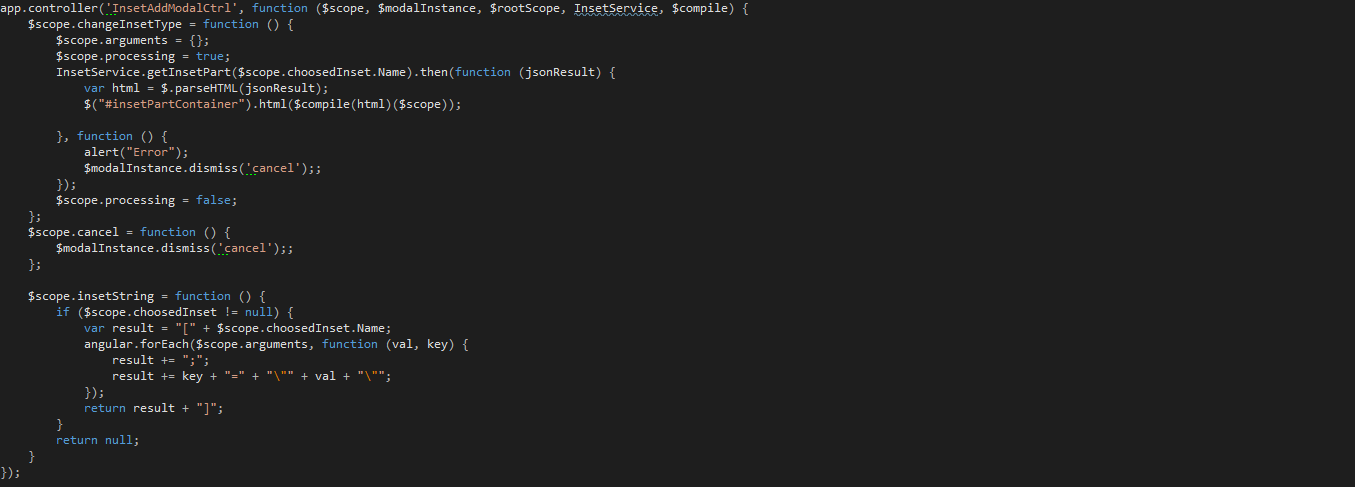 app.controller('InsetAddModalCtrl', function ($scope, $modalInstance, $rootScope, InsetService, $compile) {
    $scope.changeInsetType = function () {
        $scope.arguments = {};
        $scope.processing = true;
        InsetService.getInsetPart($scope.choosedInset.Name).then(function (jsonResult) {
            var html = $.parseHTML(jsonResult);
            $("#insetPartContainer").html($compile(html)($scope));

        }, function () {
            alert("Error");
            $modalInstance.dismiss('cancel');;
        });
        $scope.processing = false;
    };
    $scope.cancel = function () {
        $modalInstance.dismiss('cancel');;
    };

    $scope.insetString = function () {
        if ($scope.choosedInset != null) {
            var result = "[" + $scope.choosedInset.Name;
            angular.forEach($scope.arguments, function (val, key) {
                result += ";";
                result += key + "=" + "\"" + val + "\"";
            });
            return result + "]";
        }
        return null;
    }
});